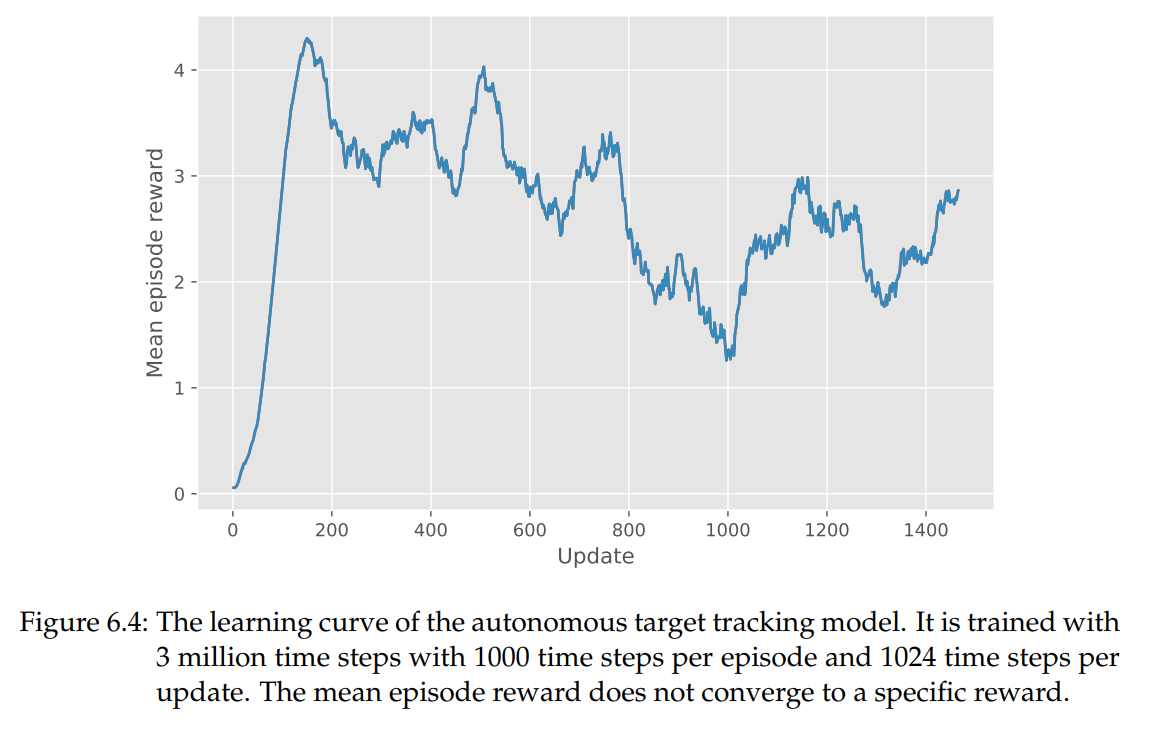 4
3
2
1
0
Mean episode reward
0 200 400 600 800 1000 1200 1400
Update
Figure 6.4: The learning curve of the autonomous target tracking model. It is trained with
3 million time steps with 1000 time steps per episode and 1024 time steps per
update. The mean episode reward does not converge to a specific reward.